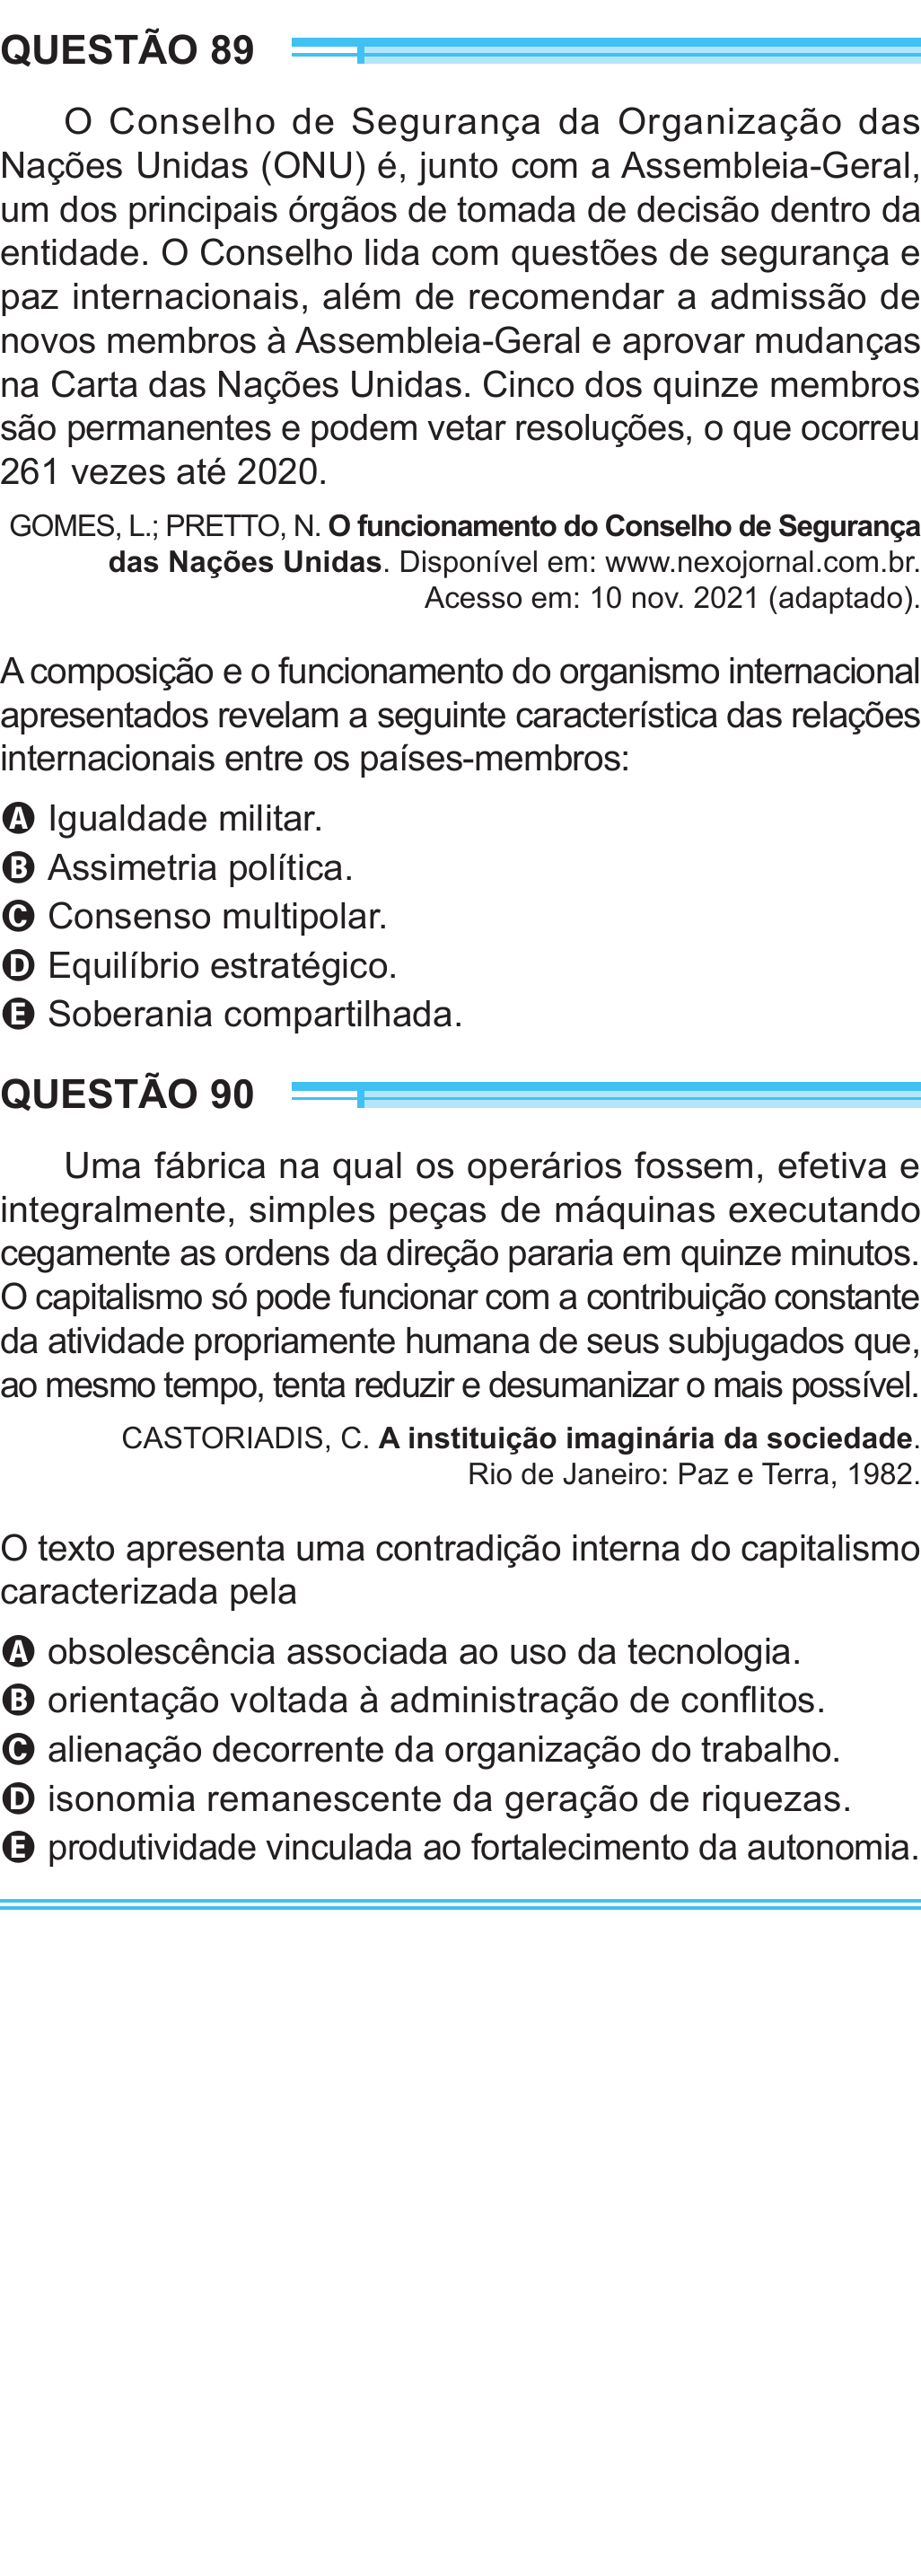 QUESTÃO 89
O Conselho de Segurança da Organização das
Nações Unidas (ONU) é, junto com a Assembleia-Geral,
um dos principais órgãos de tomada de decisão dentro da
entidade. O Conselho lida com questões de segurança e
paz internacionais, além de recomendar a admissão de
novos membros à Assembleia-Geral e aprovar mudanças
na Carta das Nações Unidas. Cinco dos quinze membros
são permanentes e podem vetar resoluções, o que ocorreu
261 vezes até 2020.
GOMES, L.; PRETTO, N. O funcionamento do Conselho de Segurança
das Nações Unidas. Disponível em: www.nexojornal.com.br.
Acesso em: 10 nov. 2021 (adaptado).
A composição e o funcionamento do organismo internacional
apresentados revelam a seguinte característica das relações
internacionais entre os países-membros:
A Igualdade militar.
B Assimetria política.
C Consenso multipolar.
D Equilíbrio estratégico.
E Soberania compartilhada.
QUESTÃO 90
Uma fábrica na qual os operários fossem, efetiva e
integralmente, simples peças de máquinas executando
cegamente as ordens da direção pararia em quinze minutos.
O capitalismo só pode funcionar com a contribuição constante
da atividade propriamente humana de seus subjugados que,
ao mesmo tempo, tenta reduzir e desumanizar o mais possível.
CASTORIADIS, C. A instituição imaginária da sociedade.
Rio de Janeiro: Paz e Terra, 1982.
O texto apresenta uma contradição interna do capitalismo
caracterizada pela
A obsolescência associada ao uso da tecnologia.
B orientação voltada à administração de conflitos.
C alienação decorrente da organização do trabalho.
D isonomia remanescente da geração de riquezas.
E produtividade vinculada ao fortalecimento da autonomia.